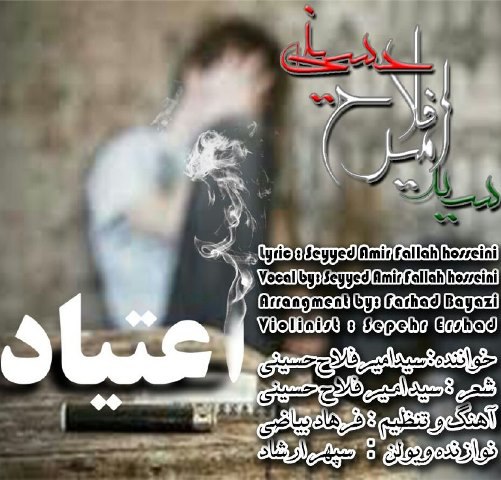 سید امیر فلاح حسینی
Lyric : Seyyed Amir Fallah hosseini
Vocal by: Seyyed Amir Fallah hosseini
Arrangment by: Farhad Bayazi
Violinist : Sepehr Ershad
اعتیاد
خواننده : سید امیر فلاح حسینی
شعر : سید امیر فلاح حسینی
آهنگ و تنظیم : فرهاد بیاضی
نوازنده ویولن : سپهر ارشاد